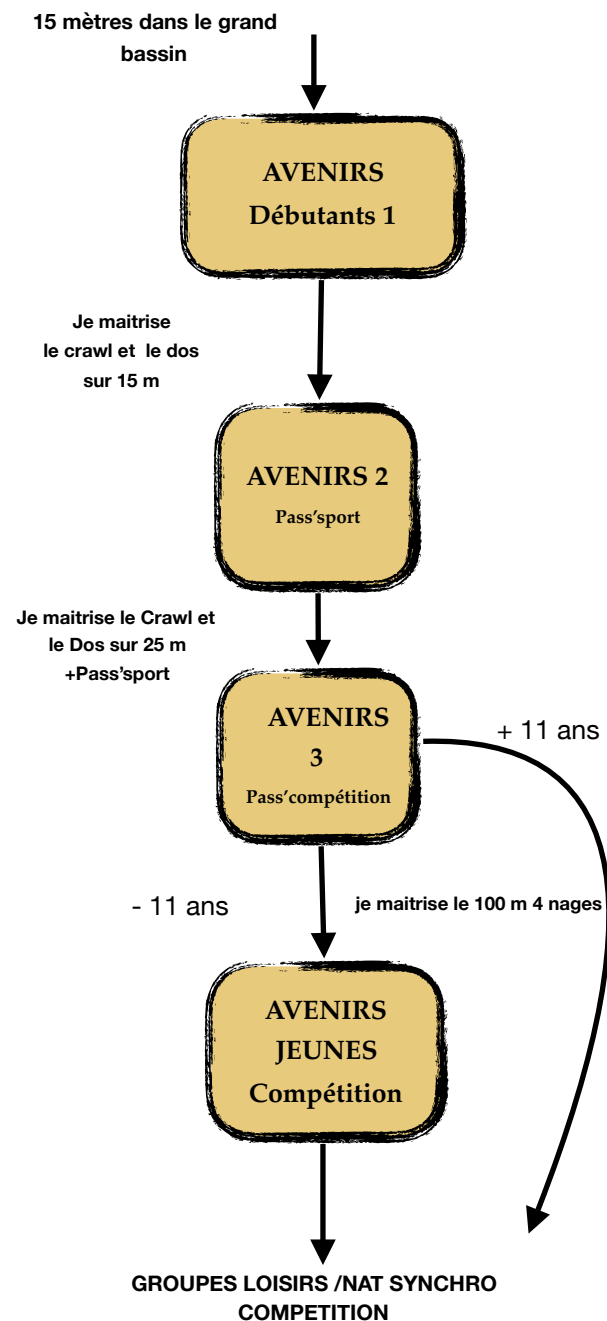 15 mètres dans le grand
bassin
AVENIRS
Débutants 1
Je maitrise
le crawl et le dos
sur 15 m
AVENIRS 2
Pass'sport
Je maitrise le Crawl et
le Dos sur 25 m
+Pass'sport
AVENIRS
3
Pass'compétition
+ 11 ans
- 11 ans
je maitrise le 100 m 4 nages
AVENIRS
JEUNES
Compétition
GROUPES LOISIRS /NAT SYNCHRO
COMPETITION